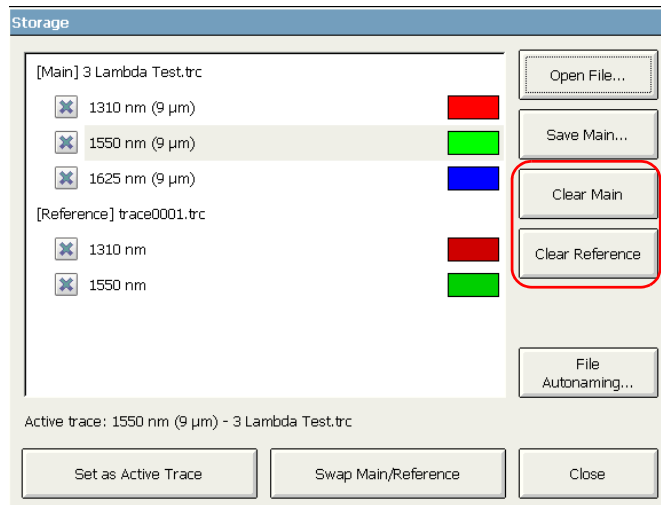 Storage
[Main] 3 Lambda Test.trc
1310 nm (9 µm)
1550 nm (9 µm)
1625 nm (9 µm)
[Reference] trace0001.trc
1310 nm
1550 nm
Open File...
Save Main...
Clear Main
Clear Reference
File
Autonaming...
Active trace: 1550 nm (9 µm) - 3 Lambda Test.trc
Set as Active Trace
Swap Main/Reference
Close